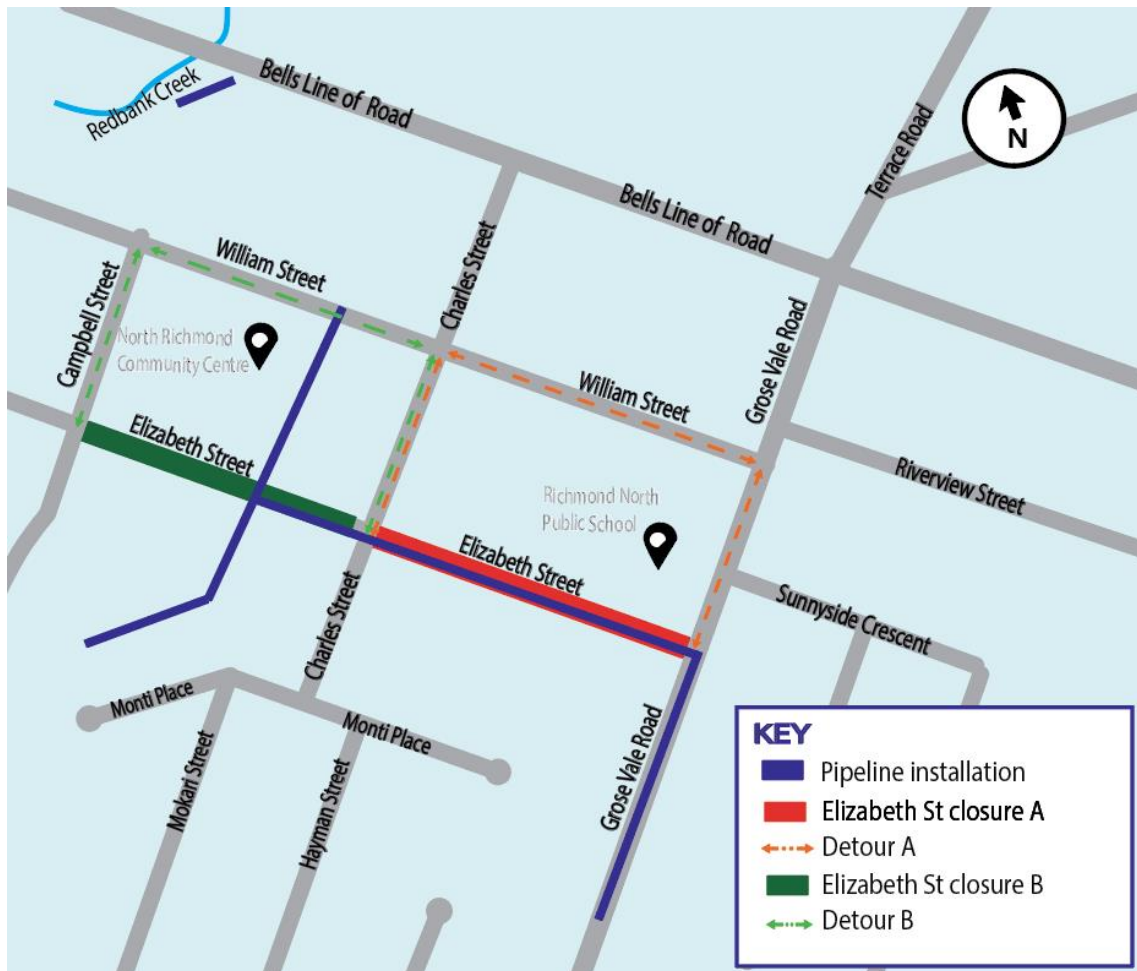 Bells Line of Road
Redbank Creek
Terrace Road
N
Bells Line of Road
Charles Street
William Street
Campbell Street
North Richmond
Community Centre
Grose Vale Road
William Street
Elizabeth Street
Riverview Street
Richmond North
Public School
Elizabeth Street
Sunnyside Crescent
Charles Street
Monti Place
Monti Place
Mokari Street
Hayman Street
Grose Vale Road
KEY
Pipeline installation
Elizabeth St closure A
Detour A
Elizabeth St closure B
Detour B